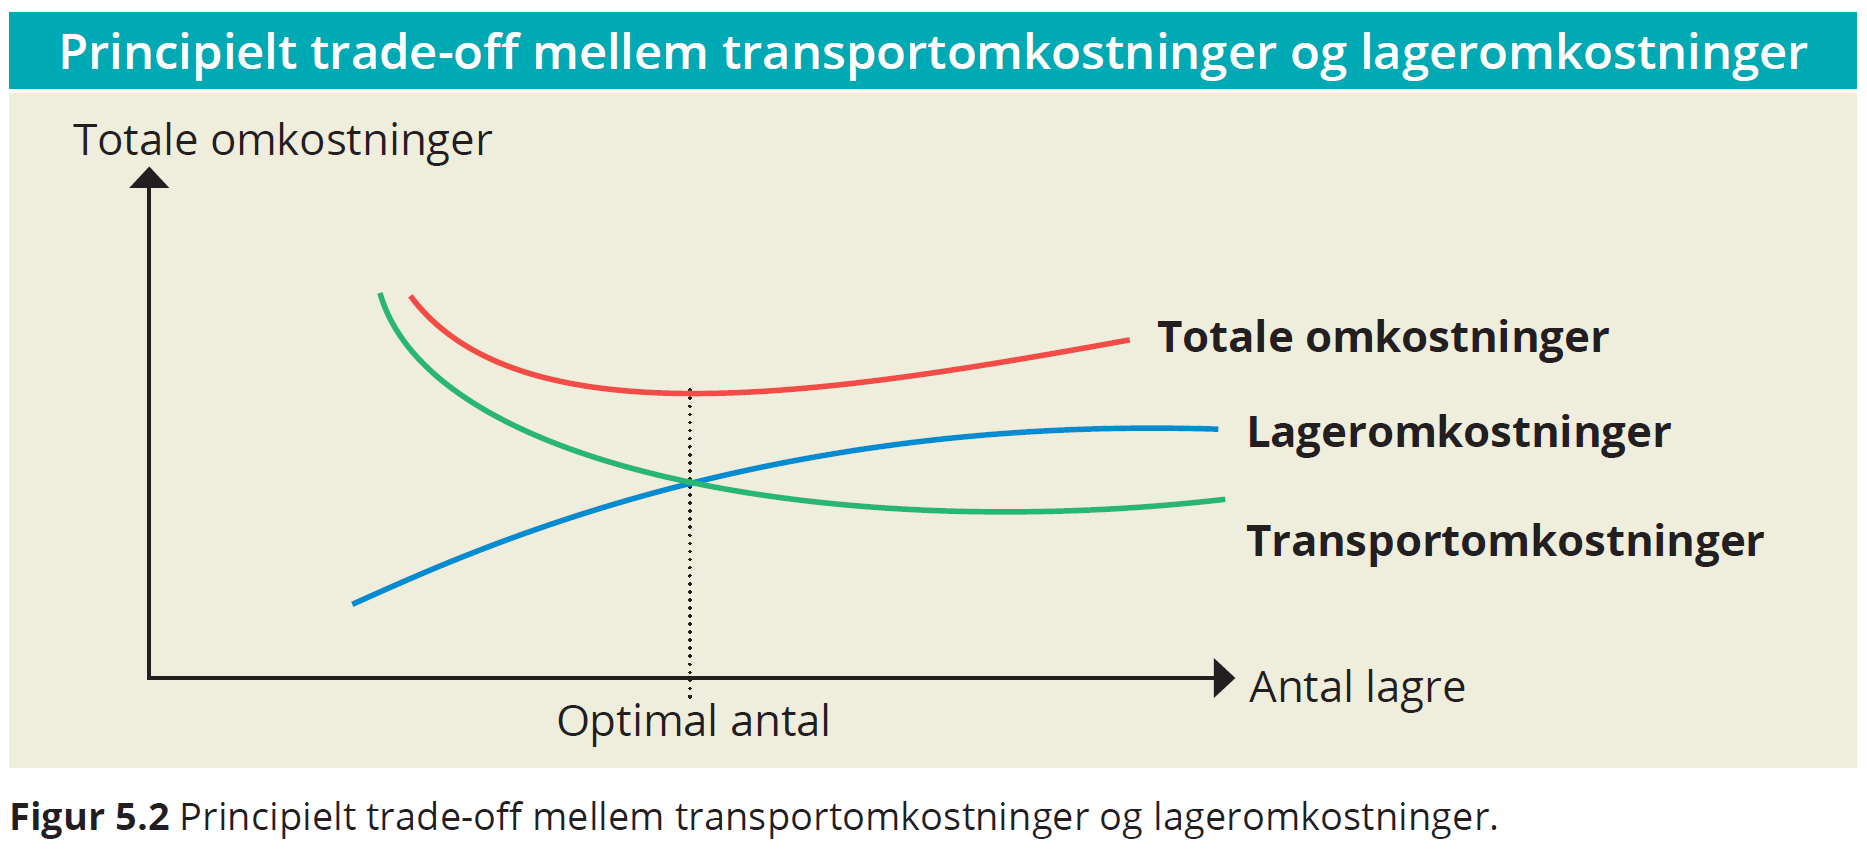 Principielt trade-off mellem transportomkostninger og lageromkostninger
Totale omkostninger
Totale omkostninger
Lageromkostninger
Transportomkostninger
Antal lagre
Optimal antal
Figur 5.2 Principielt trade-off mellem transportomkostninger og lageromkostninger.